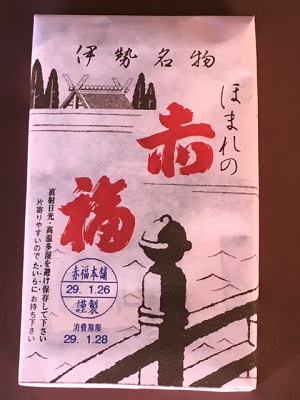 伊勢名物
ほまれの
赤福
直射日光・高温多湿を避け保存して下さい
片寄りやすいのでたいらにお持ち下さい
赤福本舗
29. 1.26
謹製
消費期限
29. 1.28